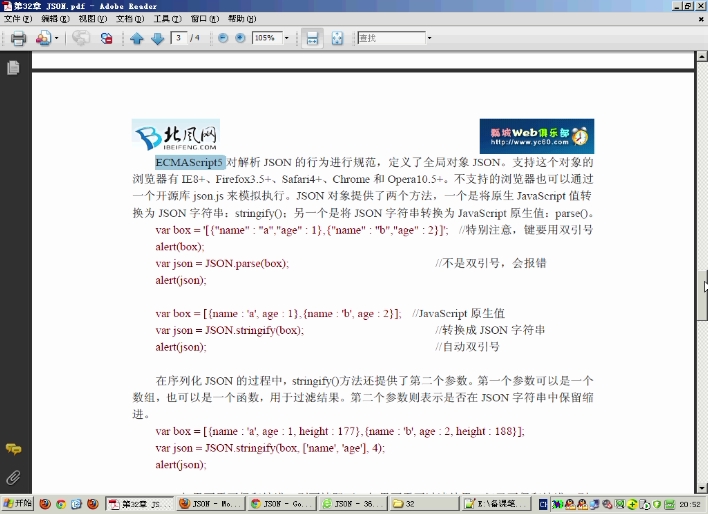 第32章 JSON.pdf - Adobe Reader
文件(F) 编辑(E) 视图(V) 文档(D) 工具(T) 窗口(W) 帮助(H)
3 / 4 105% 查找
北风网
IBEIFENG.COM
瓢城Web俱乐部
http://www.yc60.com
ECMAScript5 对解析 JSON 的行为进行规范，定义了全局对象 JSON。支持这个对象的
浏览器有 IE8+、Firefox3.5+、Safari4+、Chrome 和 Opera10.5+。不支持的浏览器也可以通过
一个开源库 json.js 来模拟执行。JSON 对象提供了两个方法，一个是将原生 JavaScript 值转
换为 JSON 字符串：stringify()；另一个是将 JSON 字符串转换为 JavaScript 原生值：parse()。
var box = '[{"name" : "a","age" : 1},{"name" : "b","age" : 2}]'; //特别注意，键要用双引号
alert(box);
var json = JSON.parse(box); //不是双引号，会报错
alert(json);
var box = [{name : 'a', age : 1},{name : 'b', age : 2}]; //JavaScript 原生值
var json = JSON.stringify(box); //转换成 JSON 字符串
alert(json); //自动双引号
在序列化 JSON 的过程中，stringify()方法还提供了第二个参数。第一个参数可以是一个
数组，也可以是一个函数，用于过滤结果。第二个参数则表示是否在 JSON 字符串中保留缩
进。
var box = [{name : 'a', age : 1, height : 177},{name : 'b', age : 2, height : 188}];
var json = JSON.stringify(box, ['name', 'age'], 4);
alert(json);
开始 第32章 JS... JSON - Mo... JSON - Go... JSON - 36... 32 E:\备课笔... 20:52